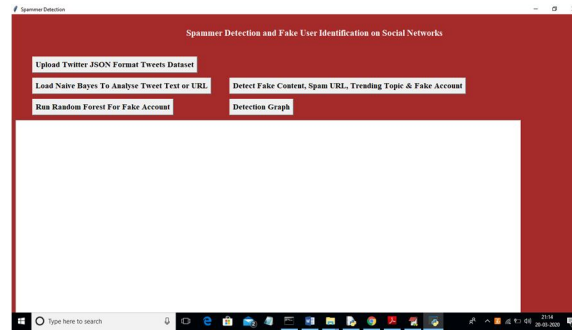 Spammer Detection
Spammer Detection and Fake User Identification on Social Networks
Upload Twitter JSON Format Tweets Dataset
Load Naive Bayes To Analyse Tweet Text or URL
Detect Fake Content, Spam URL, Trending Topic & Fake Account
Run Random Forest For Fake Account
Detection Graph
Type here to search
21:14
20-03-2020